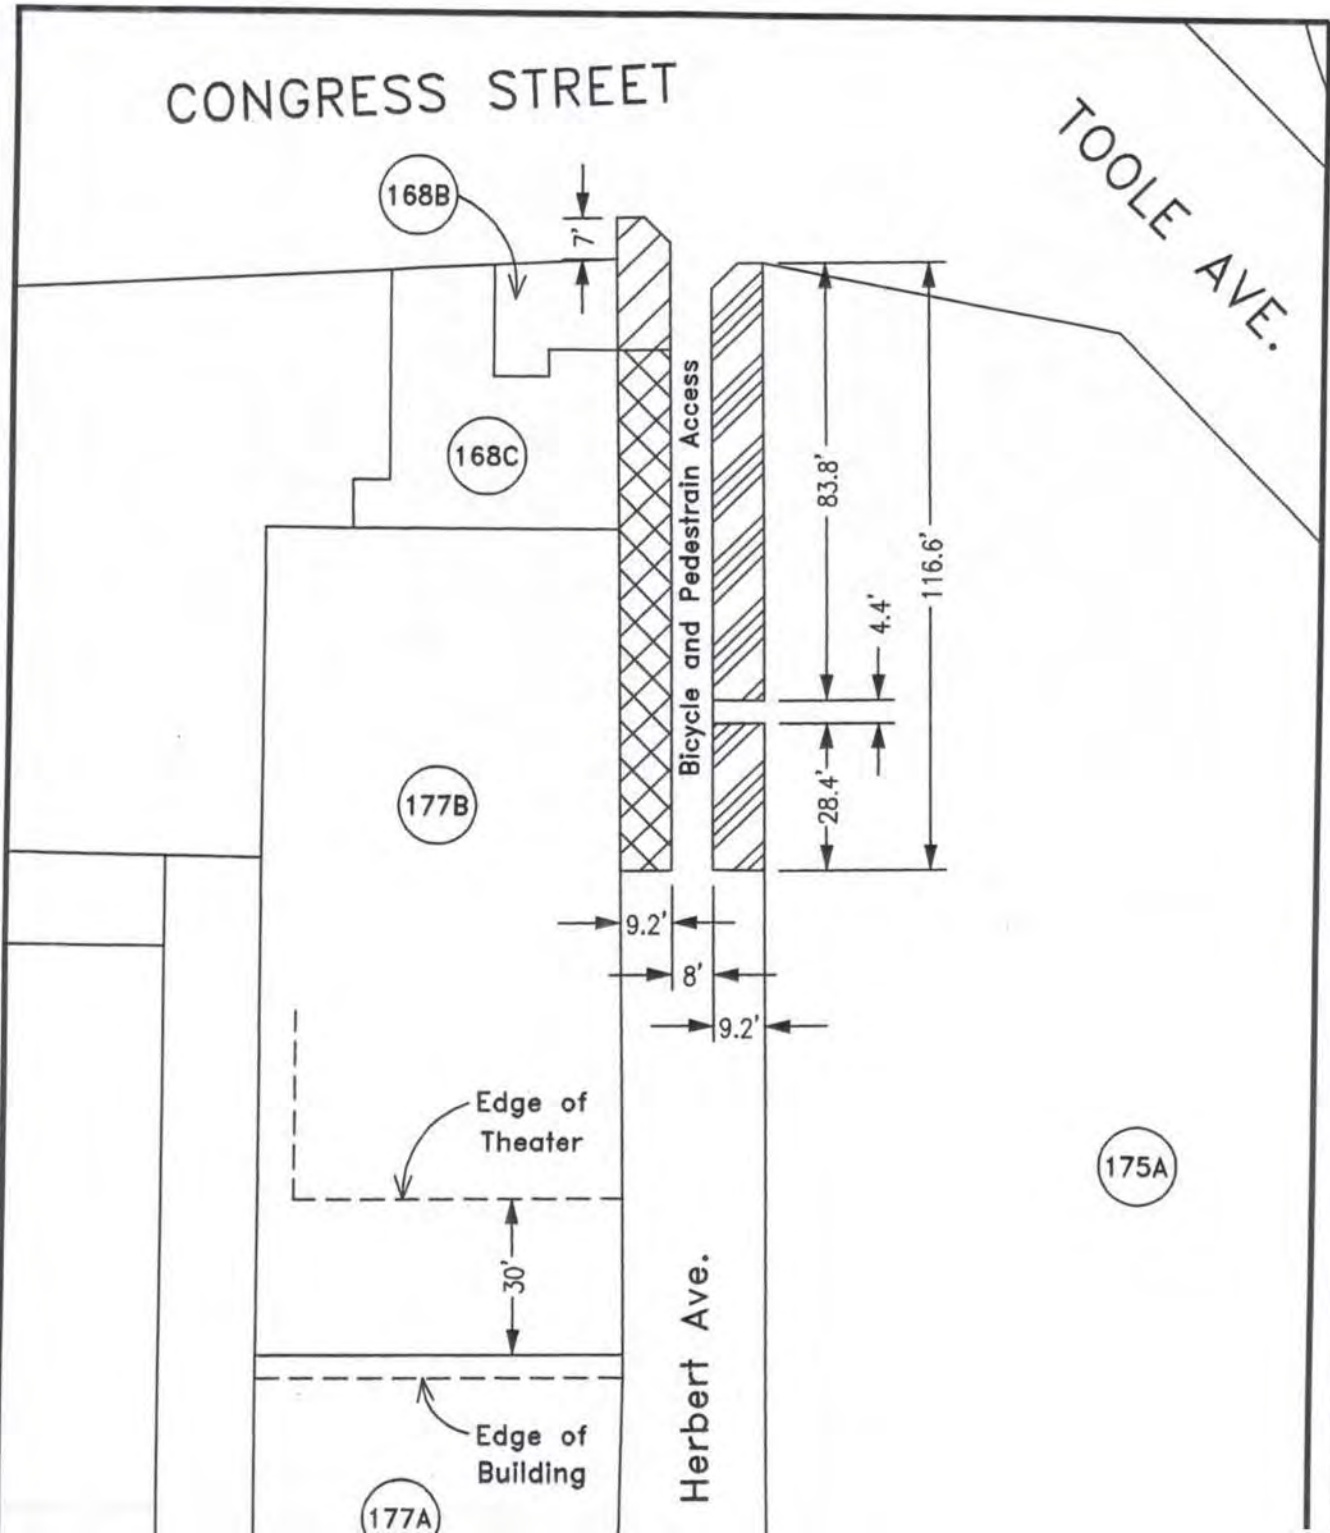 CONGRESS STREET
TOOLE AVE.
168B
7'
168C
Bicycle and Pedestrain Access
83.8'
116.6'
4.4'
177B
28.4'
9.2'
8'
9.2'
Edge of
Theater
175A
30'
Herbert Ave.
Edge of
Building
177A